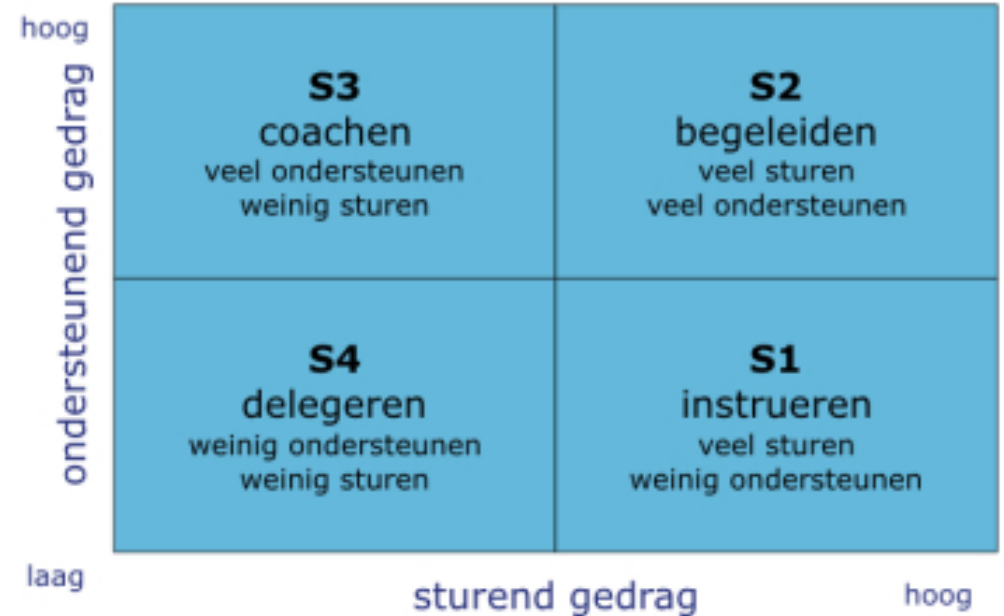 hoog
ondersteunend gedrag
S3
coachen
veel ondersteunen
weinig sturen
S2
begeleiden
veel sturen
veel ondersteunen
S4
delegeren
weinig ondersteunen
weinig sturen
S1
instrueren
veel sturen
weinig ondersteunen
laag
sturend gedrag
hoog